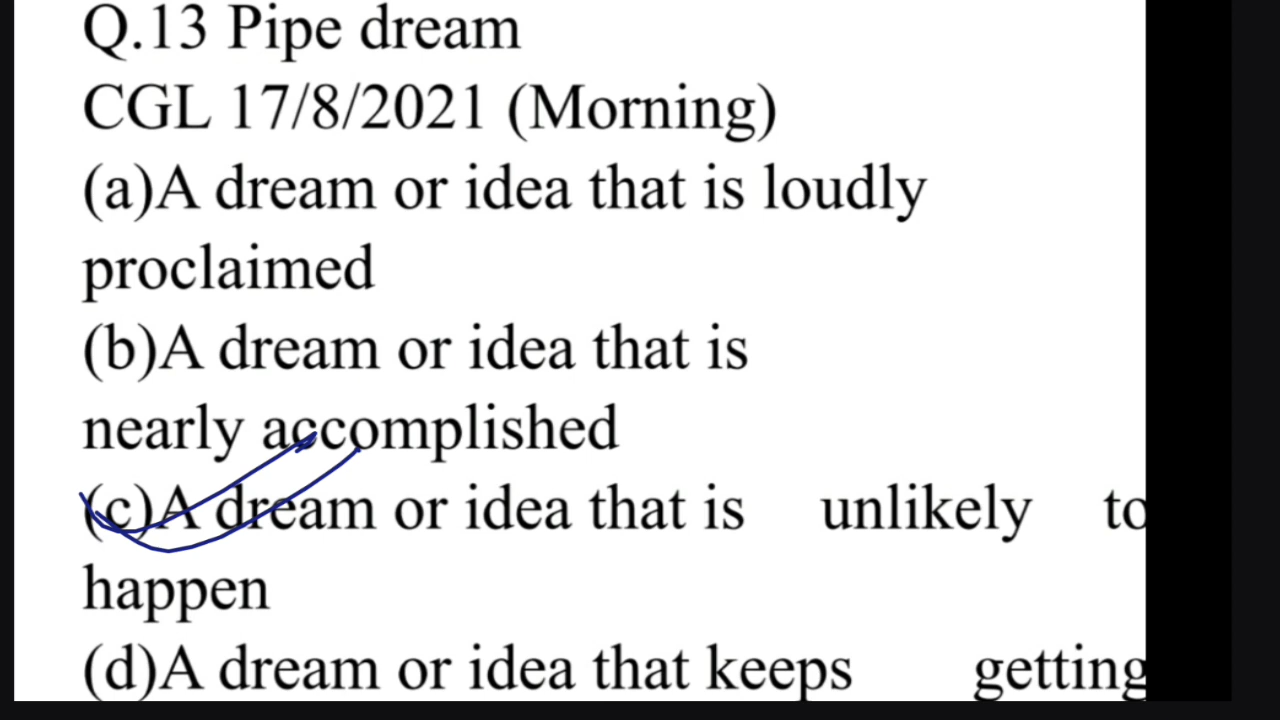 Q.13 Pipe dream
CGL 17/8/2021 (Morning)
(a)A dream or idea that is loudly
proclaimed
(b)A dream or idea that is
nearly accomplished
(c)A dream or idea that is unlikely to
happen
(d)A dream or idea that keeps getting